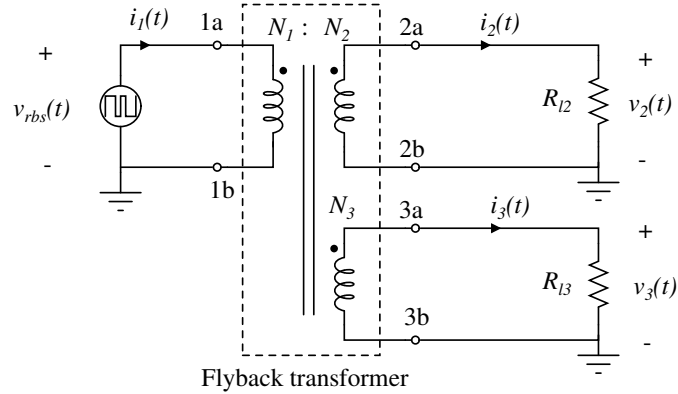 i1(t) 1a N1 : N2 2a i2(t)
+ +
vrbs(t) Rl2 v2(t)
- -
1b 2b
N3 3a i3(t)
+
Rl3 v3(t)
3b -
Flyback transformer